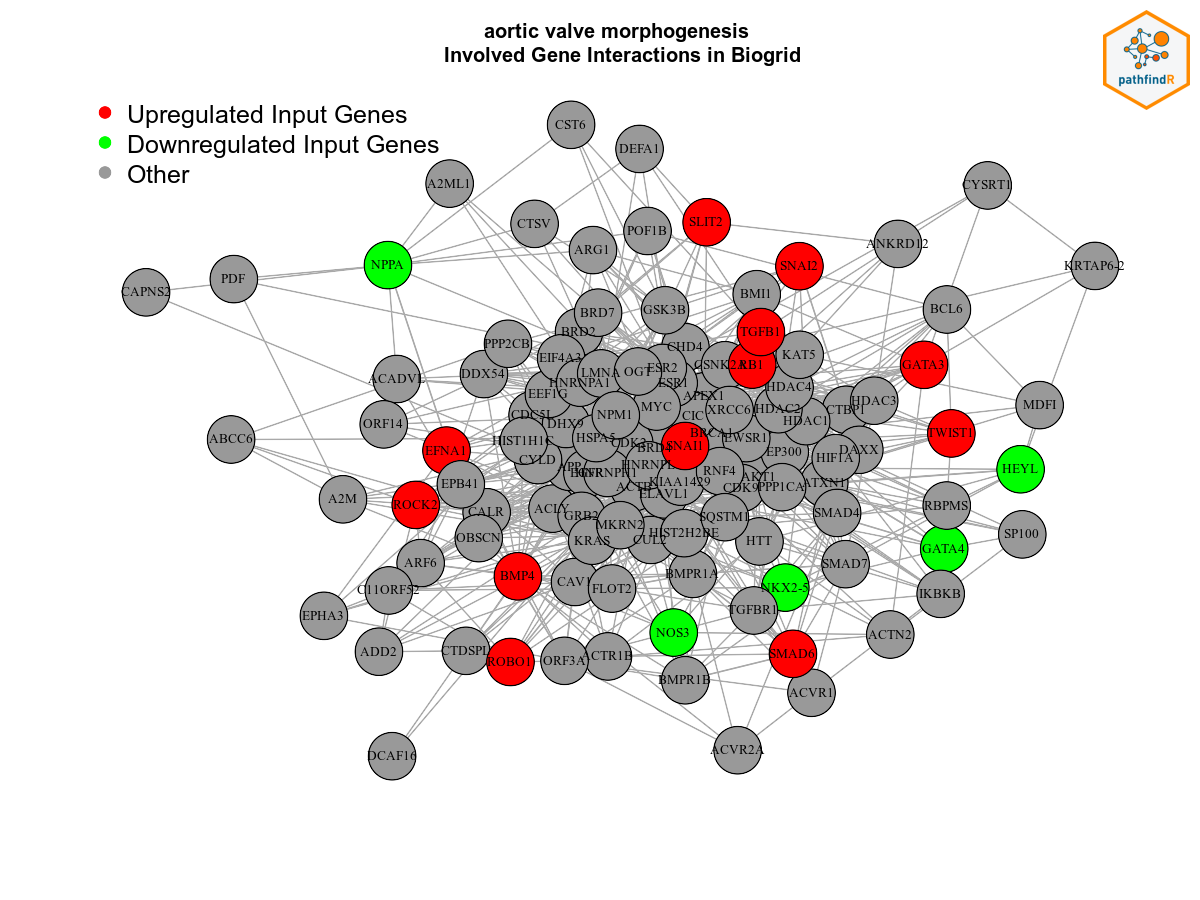 aortic valve morphogenesis
Involved Gene Interactions in Biogrid
pathfindR
Upregulated Input Genes
Downregulated Input Genes
Other
CST6
DEFA1
A2ML1
CYSRT1
CTSV
SLIT2
POF1B
ANKRD12
ARG1
NPPA
SNAI2
KRTAP6-2
PDF
CAPNS2
BMI1
BCL6
GSK3B
BRD7
BRD2
TGFB1
PPP2CB
CHD4
KAT5
EIF4A3
RB1
GATA3
ESR2
LMNA
OGT
DDX54
ACADVL
HNRNPA1
ESR1
HDAC4
EEF1G
APEX1
HDAC3
MDFI
MYC
XRCC6
HDAC2
CTBP1
CDC5L
NPM1
CIC
HDAC1
ORF14
DHX9
TWIST1
BRCA1
HSPA5
EWSR1
ABCC6
HIST1H1C
SNAI1
EFNA1
DAXX
EP300
CYLD
HIF1A
APP
HEYL
RNF4
AKT1
KIAA1429
EPB41
ACTB
CDK9
PPP1CA
ATXN1
ELAVL1
A2M
ROCK2
RBPMS
ACLY
CALR
SMAD4
GRB2
SQSTM1
MKRN2
HIST2H2BE
SP100
OBSCN
KRAS
CUL2
HTT
GATA4
ARF6
SMAD7
BMP4
BMPR1A
CAV1
FLOT2
NKX2-5
C11ORF52
IKBKB
TGFBR1
EPHA3
NOS3
ACTN2
ADD2
CTDSPL
ROBO1
ORF3A
ACTR1B
SMAD6
BMPR1B
ACVR1
ACVR2A
DCAF16